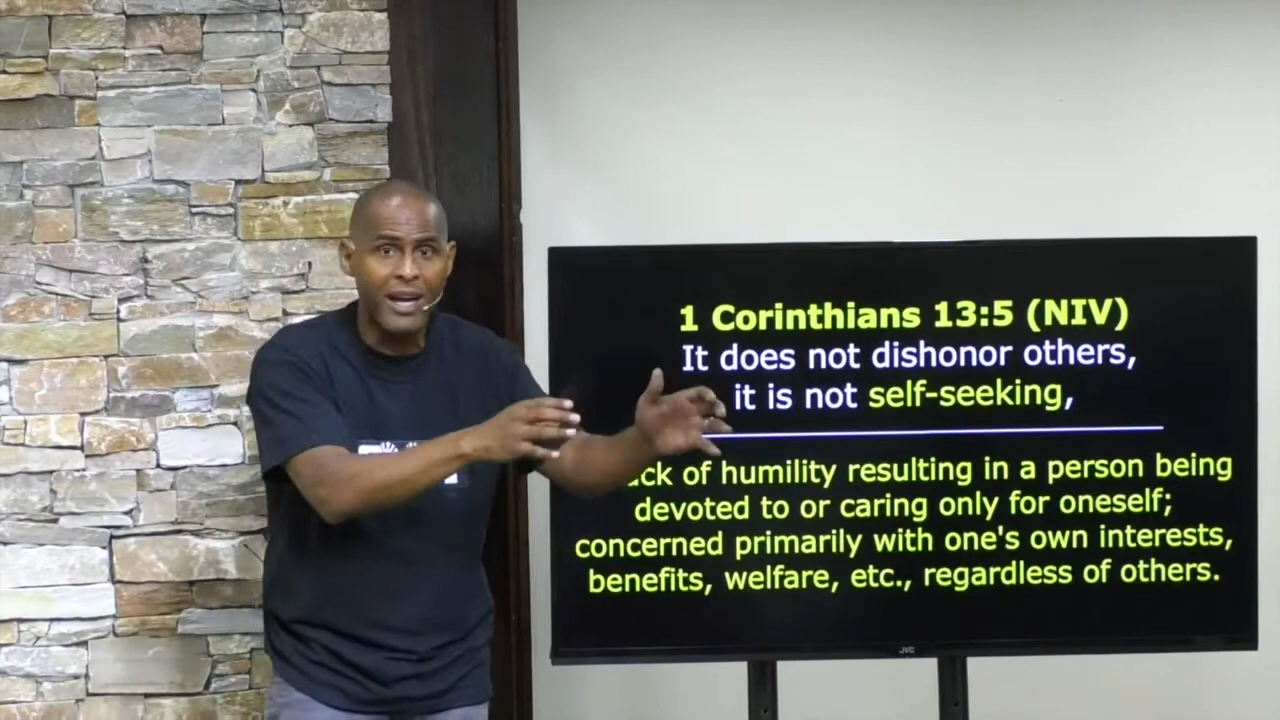 1 Corinthians 13:5 (NIV)
It does not dishonor others,
it is not self-seeking,
of humility resulting in a person being
devoted to or caring only for oneself;
concerned primarily with one's own interests,
benefits, welfare, etc., regardless of others.
JVC